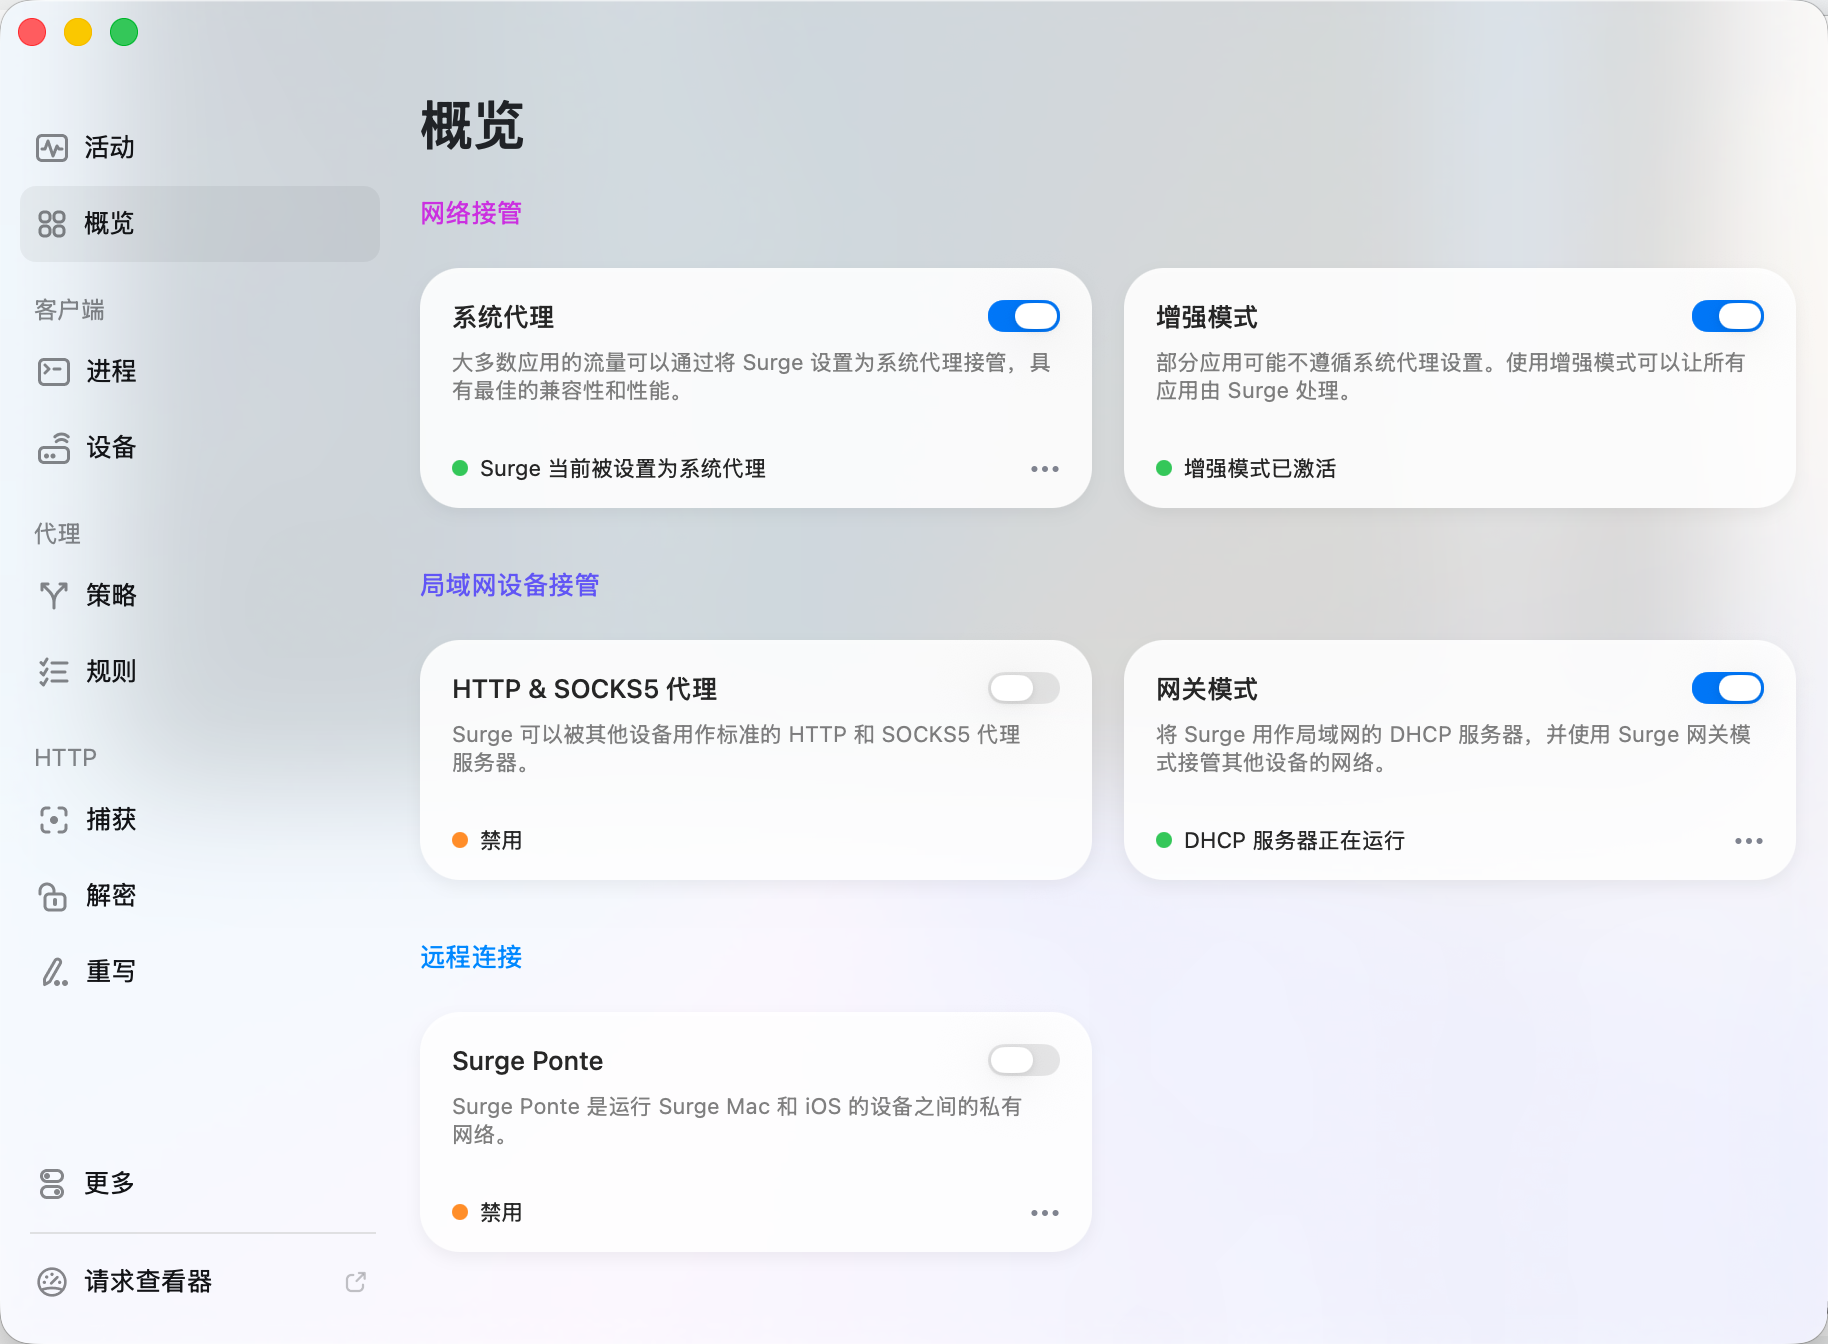 活动
概览
客户端
进程
设备
代理
策略
规则
HTTP
捕获
解密
重写
更多
请求查看器
概览
网络接管
系统代理
大多数应用的流量可以通过将 Surge 设置为系统代理接管，具
有最佳的兼容性和性能。
Surge 当前被设置为系统代理
增强模式
部分应用可能不遵循系统代理设置。使用增强模式可以让所有
应用由 Surge 处理。
增强模式已激活
局域网设备接管
HTTP & SOCKS5 代理
Surge 可以被其他设备用作标准的 HTTP 和 SOCKS5 代理
服务器。
禁用
网关模式
将 Surge 用作局域网的 DHCP 服务器，并使用 Surge 网关模
式接管其他设备的网络。
DHCP 服务器正在运行
远程连接
Surge Ponte
Surge Ponte 是运行 Surge Mac 和 iOS 的设备之间的私有
网络。
禁用